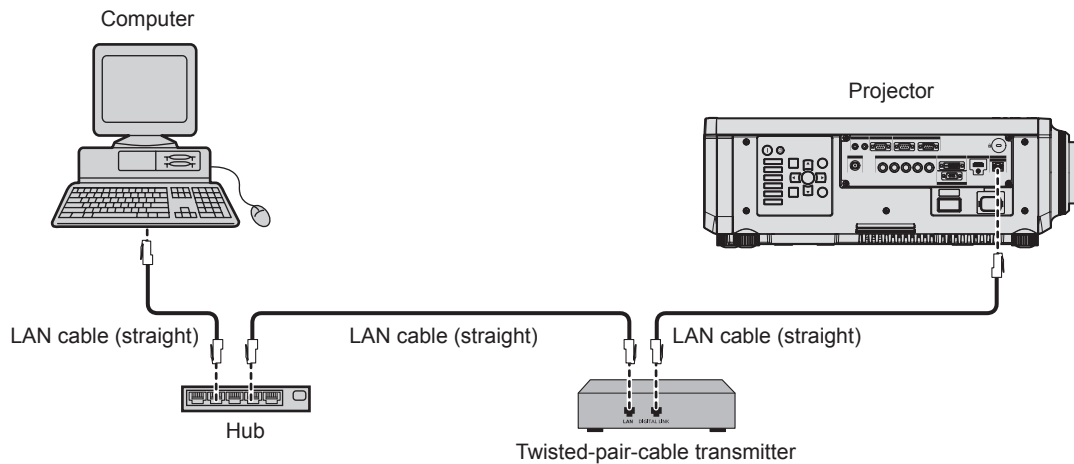 Computer
Projector
LAN cable (straight)
LAN cable (straight)
LAN cable (straight)
LAN
DIGITAL LINK
Hub
Twisted-pair-cable transmitter